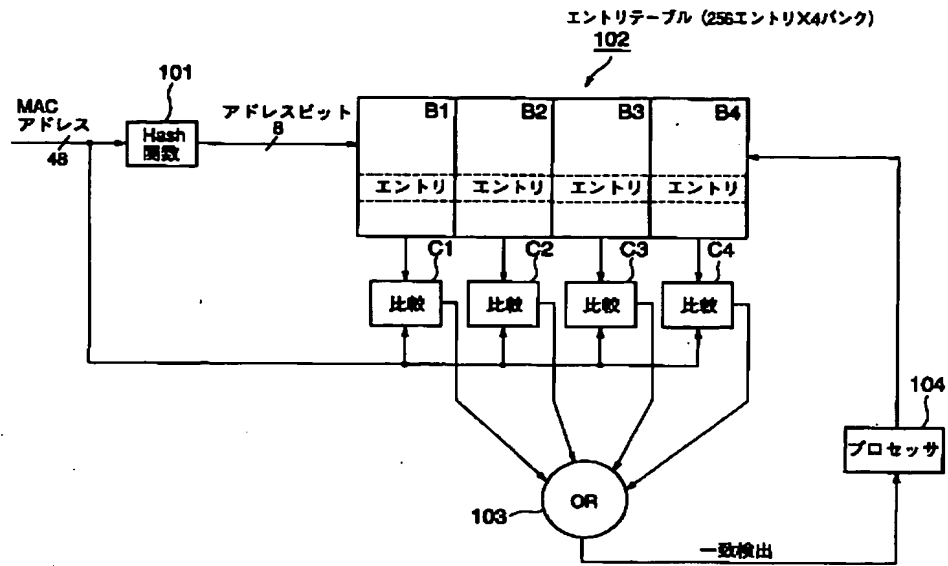 エントリテーブル (256エントリ×4バンク)
102
101
MAC
アドレス
48
Hash
関数
アドレスビット
8
B1
B2
B3
B4
エントリ
エントリ
エントリ
エントリ
C1
C2
C3
C4
比較
比較
比較
比較
104
プロセッサ
OR
103
一致検出